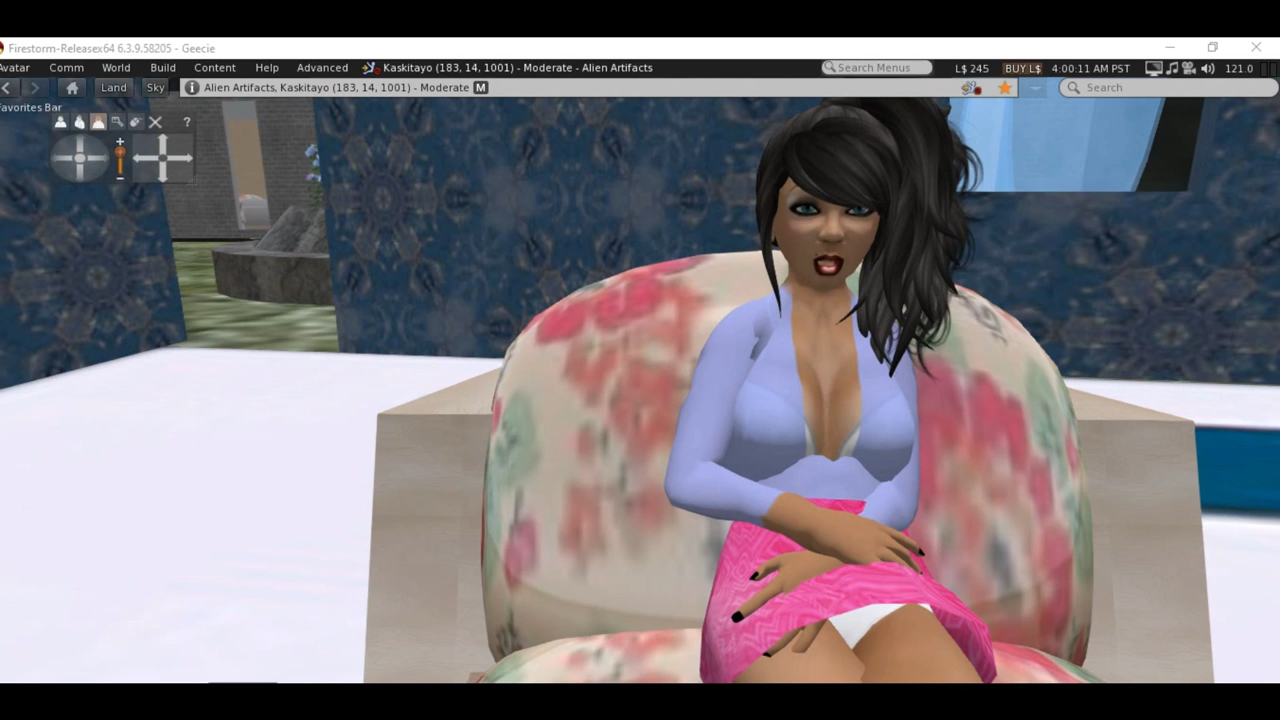 Firestorm-Releasex64 6.3.9.58205 - Geecie
Avatar Comm World Build Content Help Advanced Kaskitayo (183, 14, 1001) - Moderate - Alien Artifacts Search Menus L$ 245 BUY L$ 4:00:11 AM PST 121.0
Land Sky Alien Artifacts, Kaskitayo (183, 14, 1001) - Moderate M Search
Favorites Bar
?